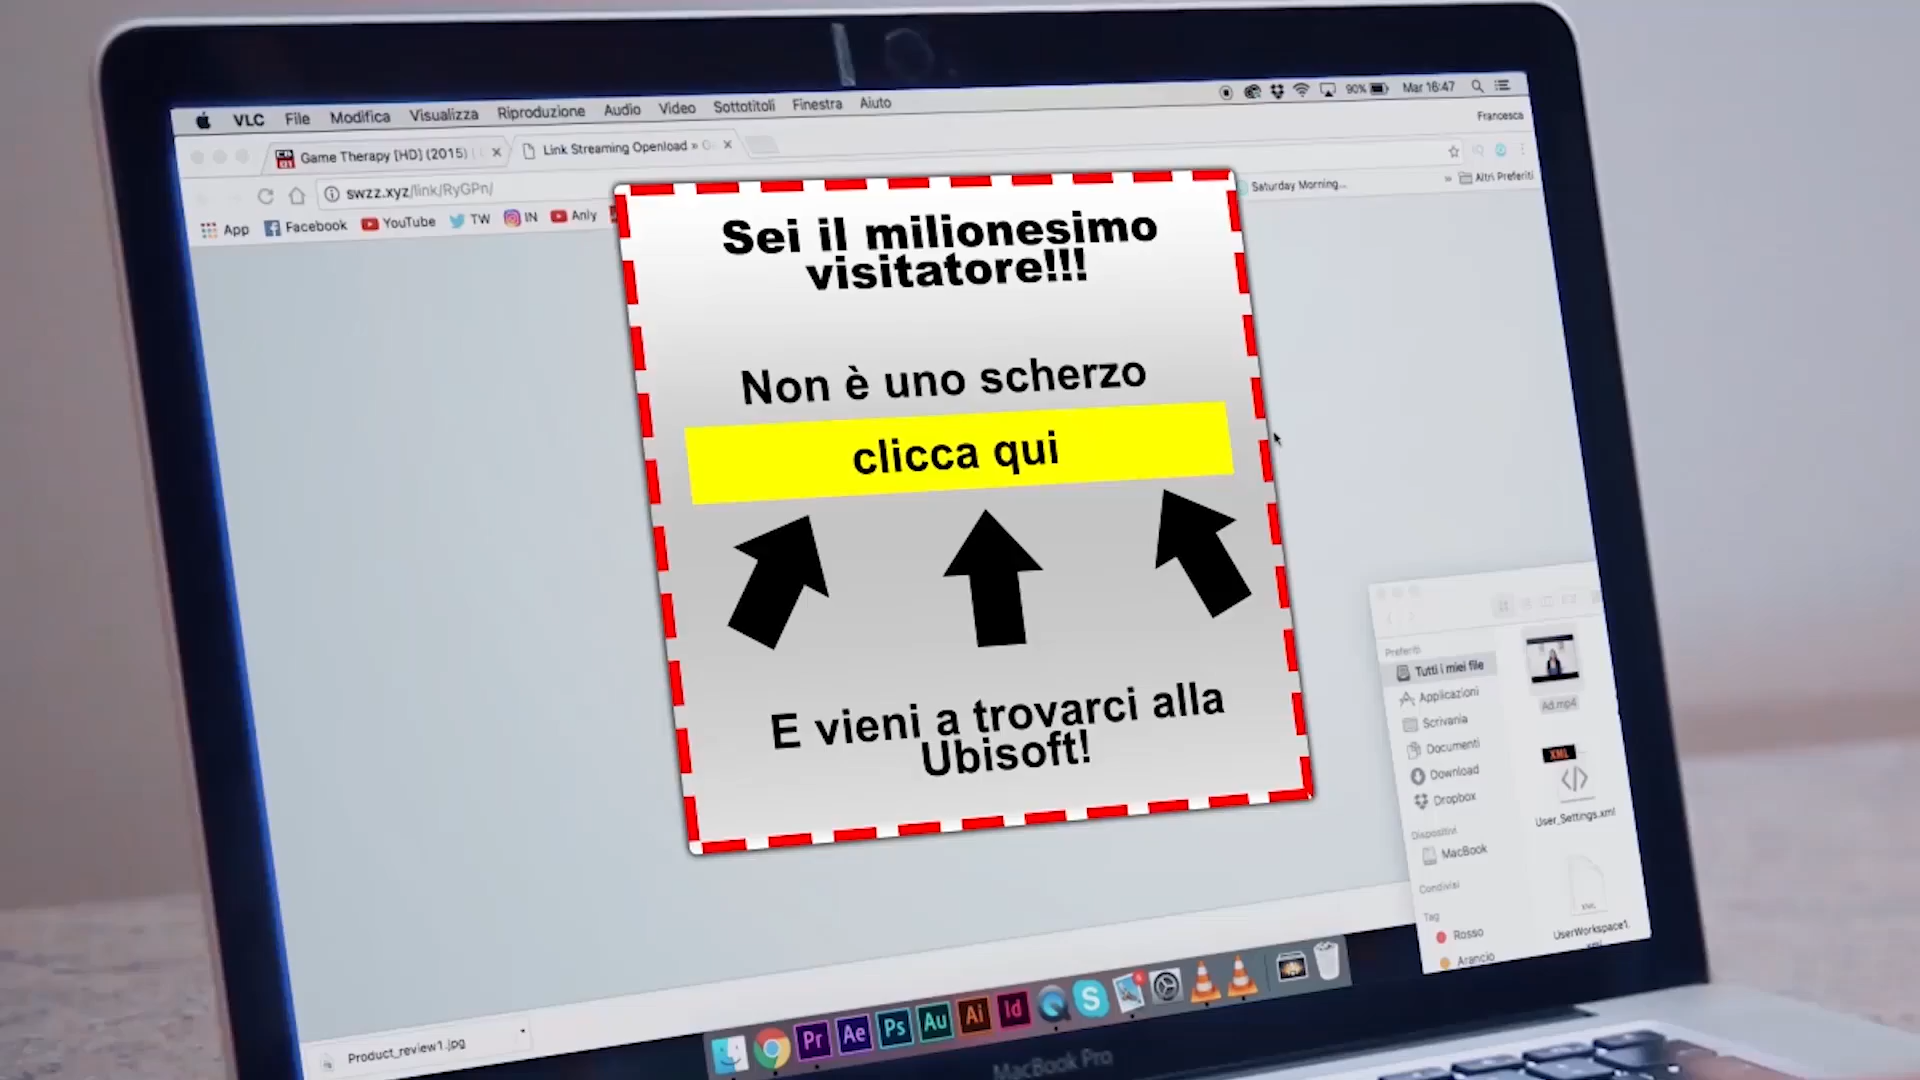 VLC File Modifica Visualizza Riproduzione Audio Video Sottotitoli Finestra Aiuto 90% Mar 16:47
Francesca
Game Therapy [HD] (2015)
Link Streaming Openload »
swzz.xyz/link/RyGPn/
App Facebook YouTube TW IN Anly Saturday Morning... » Altri Preferiti
Sei il milionesimo
visitatore!!!
Non è uno scherzo
clicca qui
E vieni a trovarci alla
Ubisoft!
Preferiti
Tutti i miei file
Applicazioni
Scrivania
Documenti
Download
Dropbox
Dispositivi
MacBook
Condivisi
Tag
Rosso
Arancio
Ad.mp4
XML
User_Settings.xml
XML
UserWorkspace1.
xml
Product_review1.jpg
Pr Ae Ps Au Ai Id
MacBook Pro